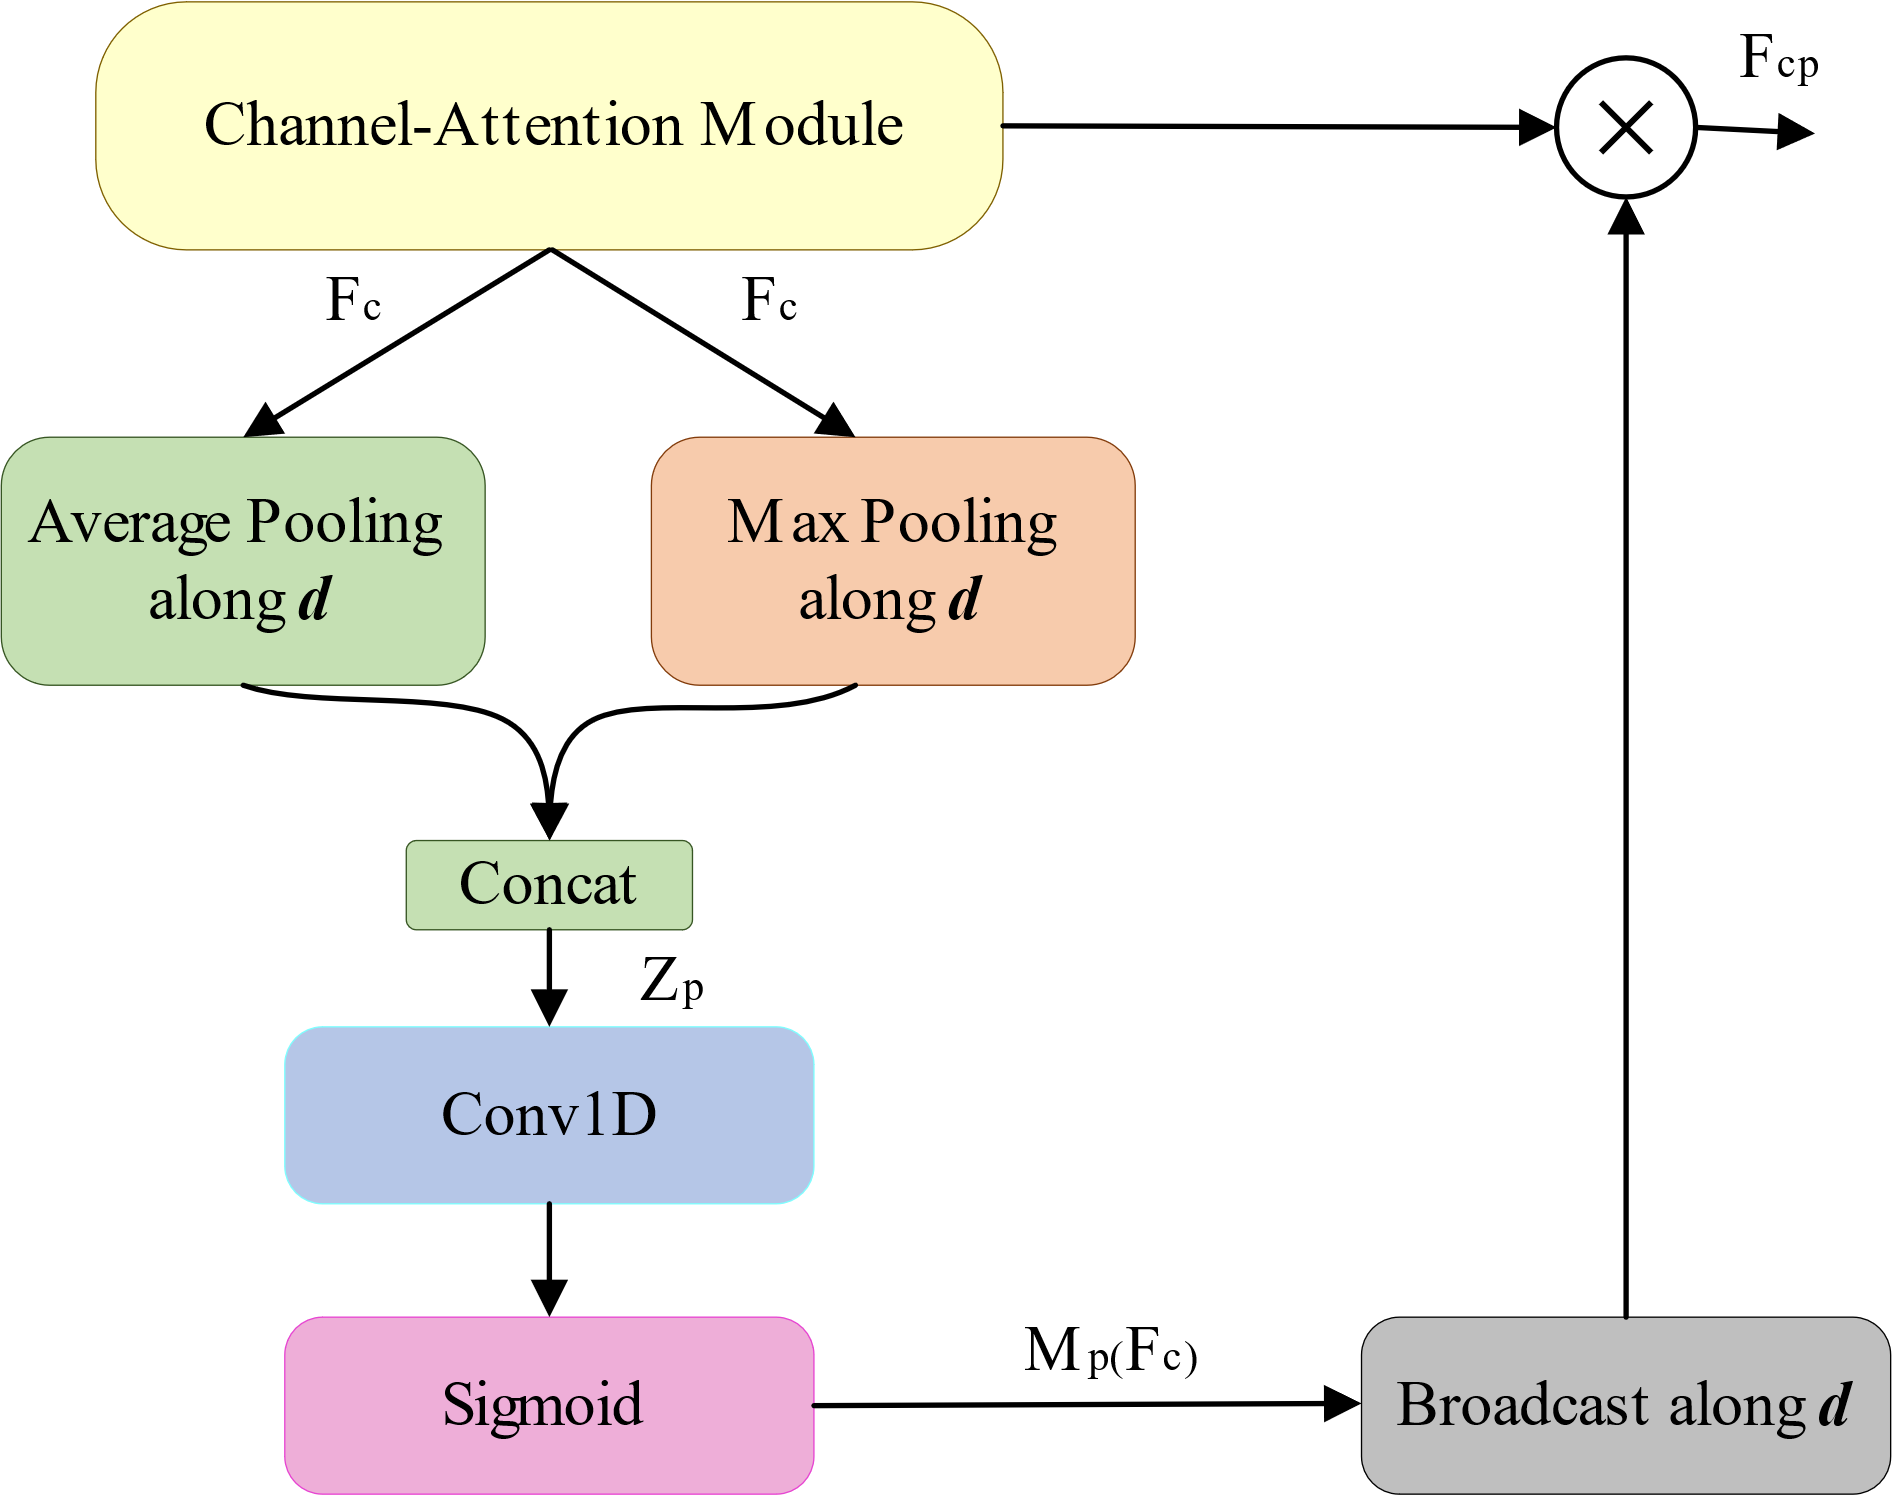 Channel-Attention Module
×
Fcp
Fc
Fc
Average Pooling
along d
Max Pooling
along d
Concat
Zp
Conv1D
Sigmoid
Mp(Fc)
Broadcast along d